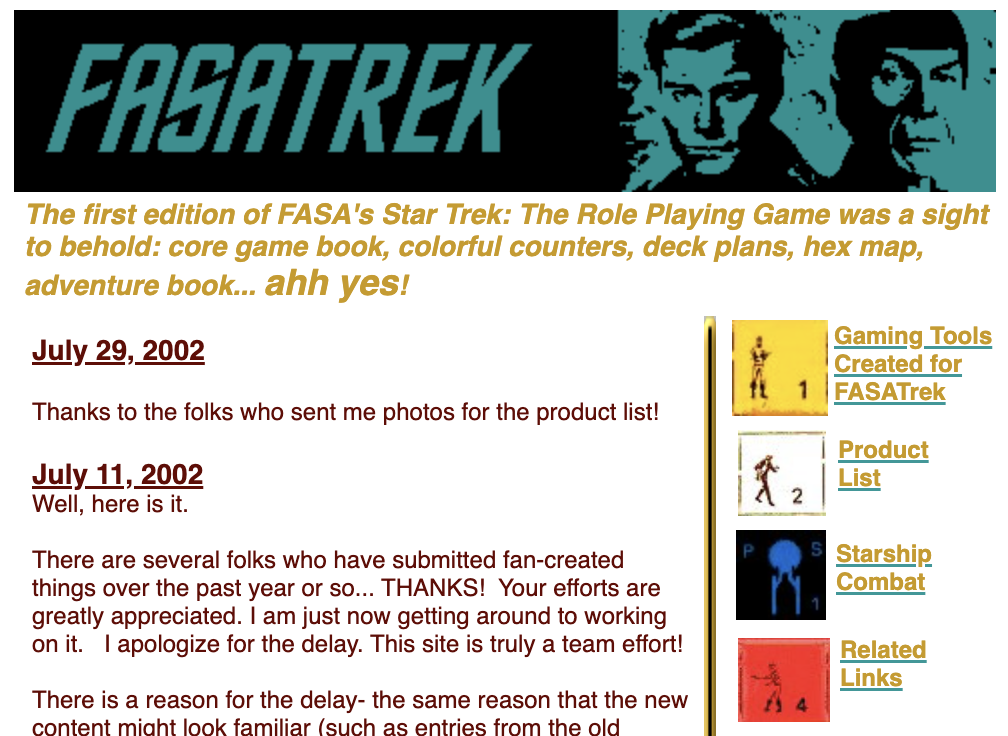 FASATREK
The first edition of FASA's Star Trek: The Role Playing Game was a sight
to behold: core game book, colorful counters, deck plans, hex map,
adventure book... ahh yes!
July 29, 2002
Thanks to the folks who sent me photos for the product list!
July 11, 2002
Well, here is it.
There are several folks who have submitted fan-created
things over the past year or so... THANKS!  Your efforts are
greatly appreciated. I am just now getting around to working
on it.   I apologize for the delay. This site is truly a team effort!
There is a reason for the delay- the same reason that the new
content might look familiar (such as entries from the old
1
Gaming Tools
Created for
FASATrek
2
Product
List
P S
1
Starship
Combat
4
Related
Links